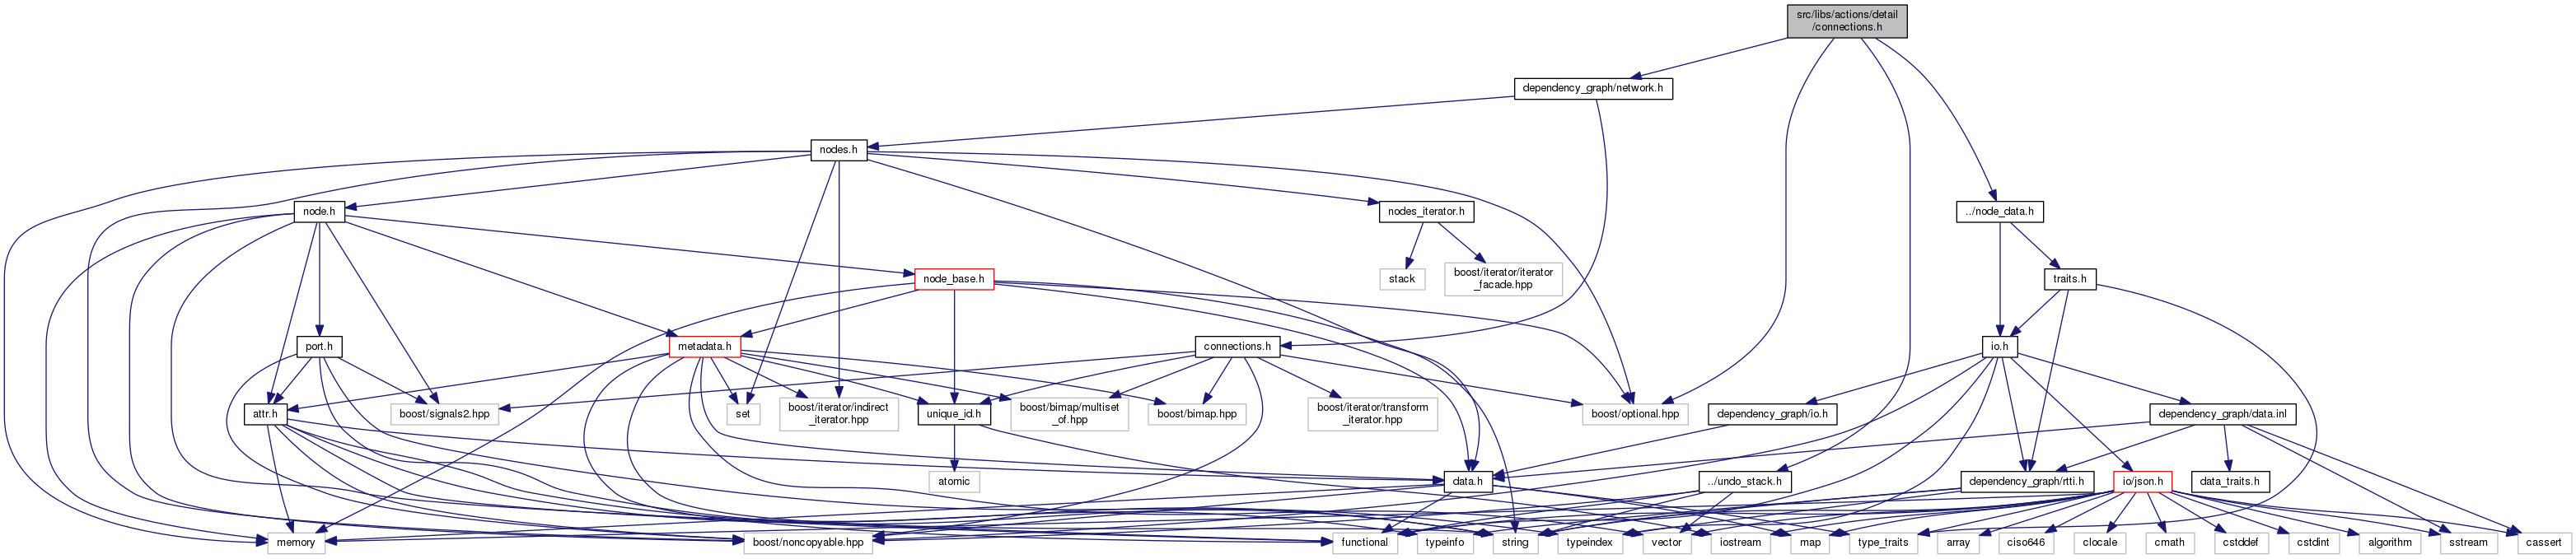 src/libs/actions/detail
/connections.h
dependency_graph/network.h
nodes.h
node.h
nodes_iterator.h
../node_data.h
node_base.h
stack
boost/iterator/iterator
_facade.hpp
traits.h
port.h
metadata.h
connections.h
io.h
attr.h
boost/signals2.hpp
set
boost/iterator/indirect
_iterator.hpp
unique_id.h
boost/bimap/multiset
_of.hpp
boost/bimap.hpp
boost/iterator/transform
_iterator.hpp
boost/optional.hpp
dependency_graph/io.h
dependency_graph/data.inl
atomic
data.h
../undo_stack.h
dependency_graph/rtti.h
io/json.h
data_traits.h
memory
boost/noncopyable.hpp
functional
typeinfo
string
typeindex
vector
iostream
map
type_traits
array
ciso646
clocale
cmath
cstddef
cstdint
algorithm
sstream
cassert